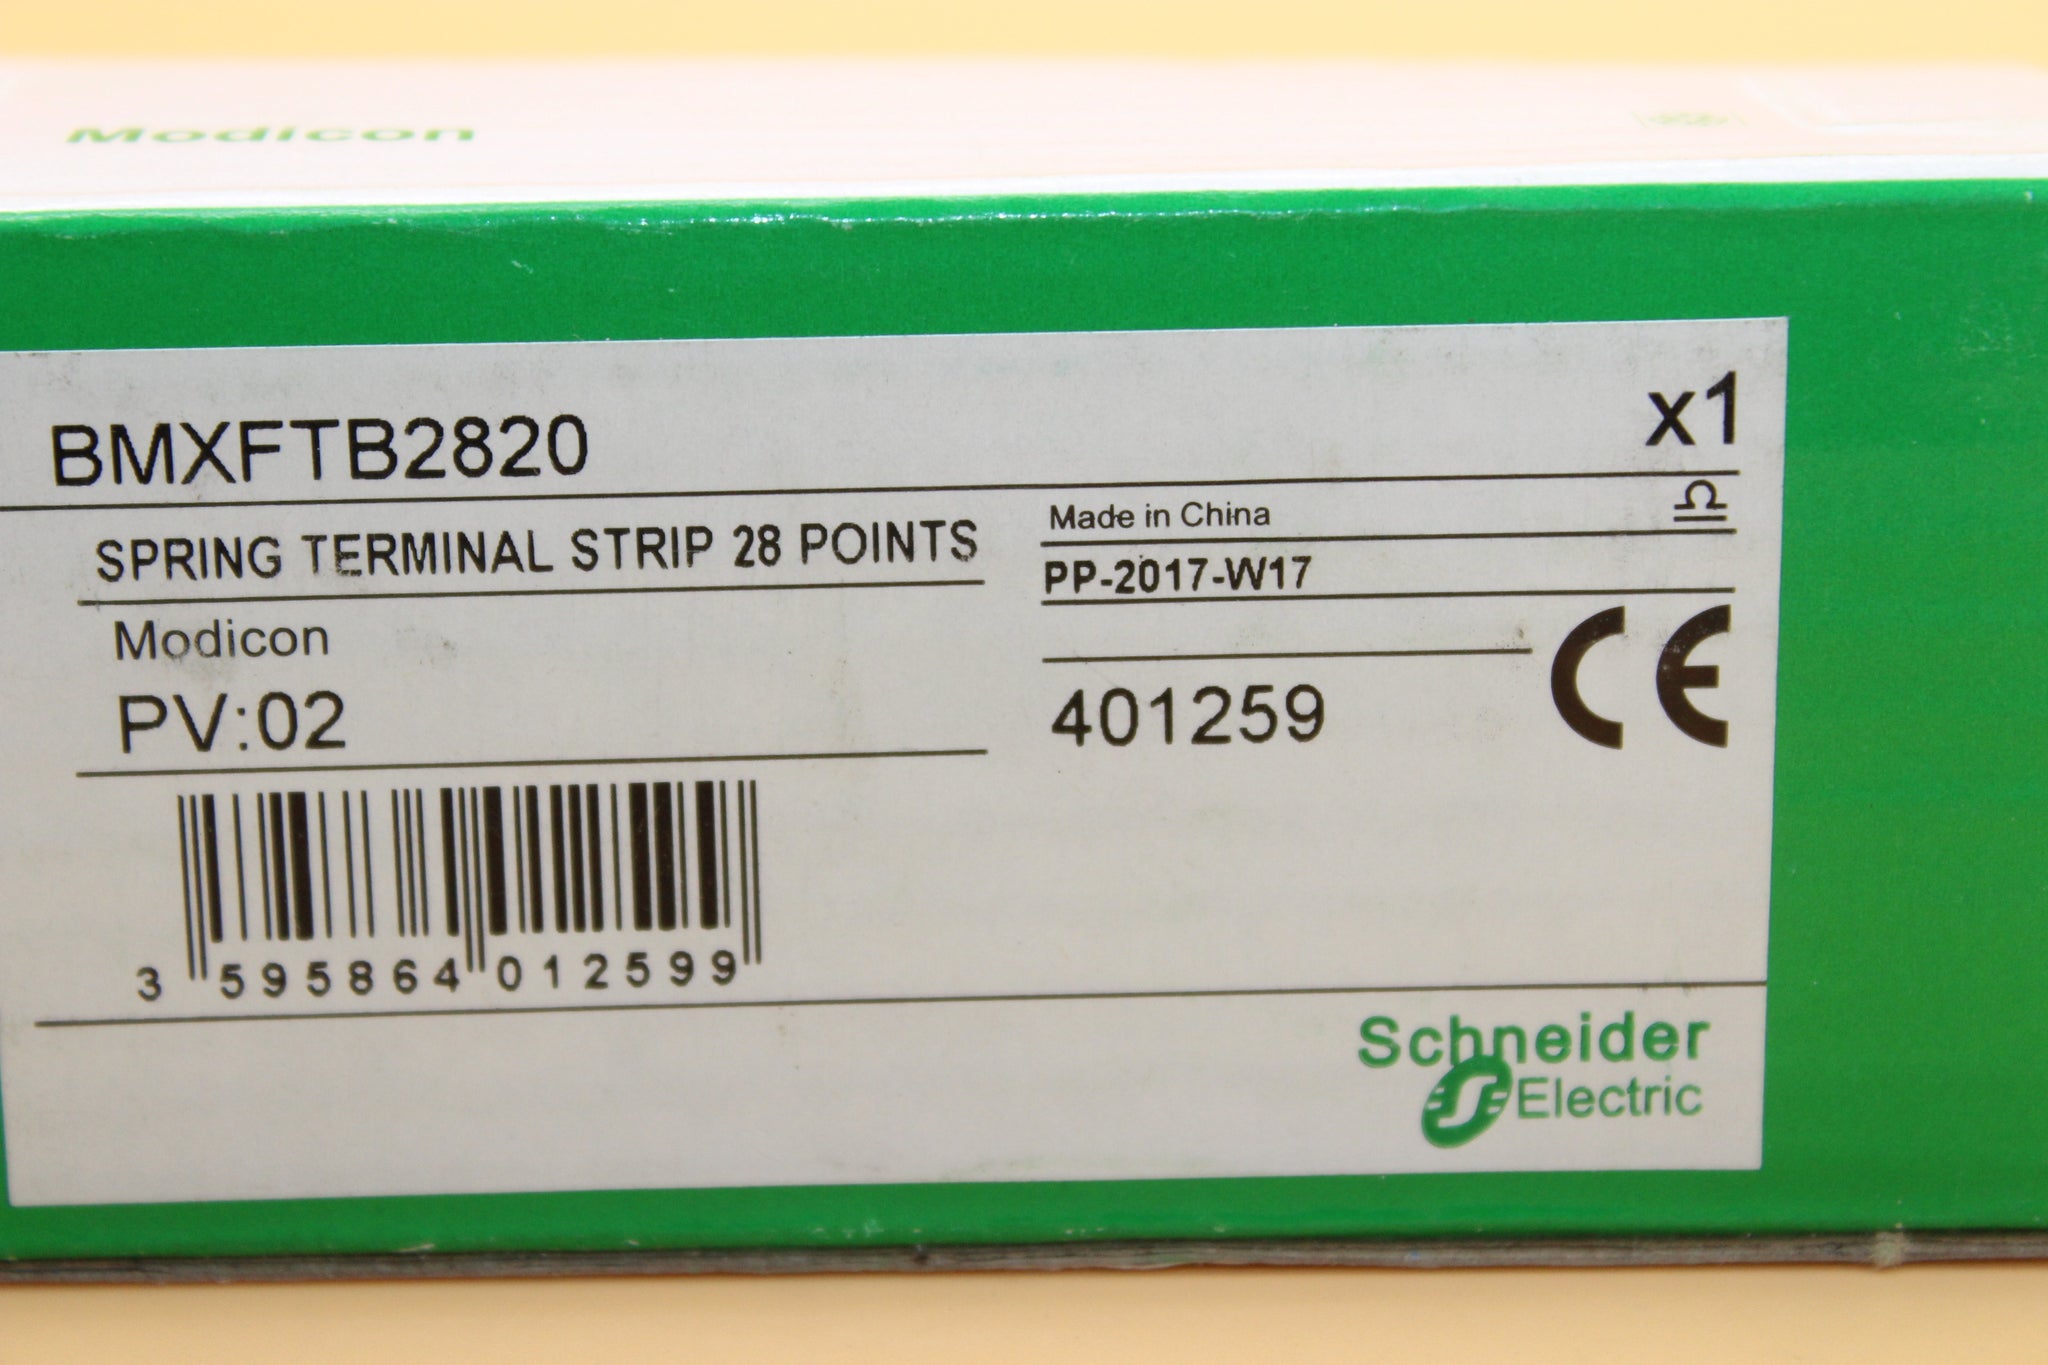 Modicon
BMXFTB2820
x1
SPRING TERMINAL STRIP 28 POINTS
Made in China
PP-2017-W17
Modicon
PV:02
401259
CE
3 595864 012599
Schneider
Electric